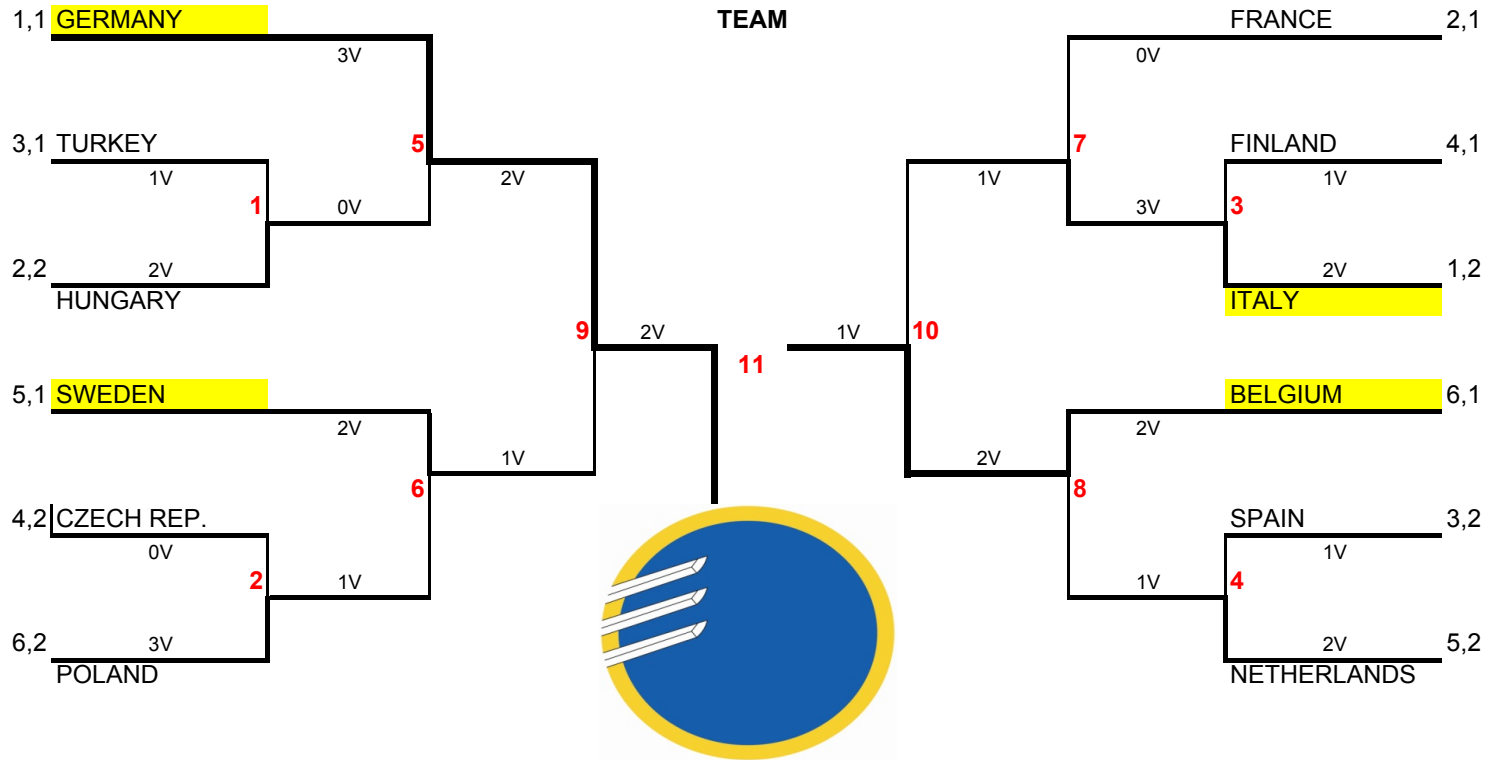 TEAM
1,1 GERMANY
3V
3,1 TURKEY
1V
5
2V
1
0V
2,2
2V
HUNGARY
9
2V
5,1 SWEDEN
2V
1V
6
4,2 CZECH REP.
0V
2
1V
6,2
3V
POLAND
11
FRANCE 2,1
0V
7
FINLAND 4,1
1V
1V
3V
3
2V
1,2
ITALY
1V
10
BELGIUM 6,1
2V
2V
8
SPAIN 3,2
1V
1V
4
2V
5,2
NETHERLANDS